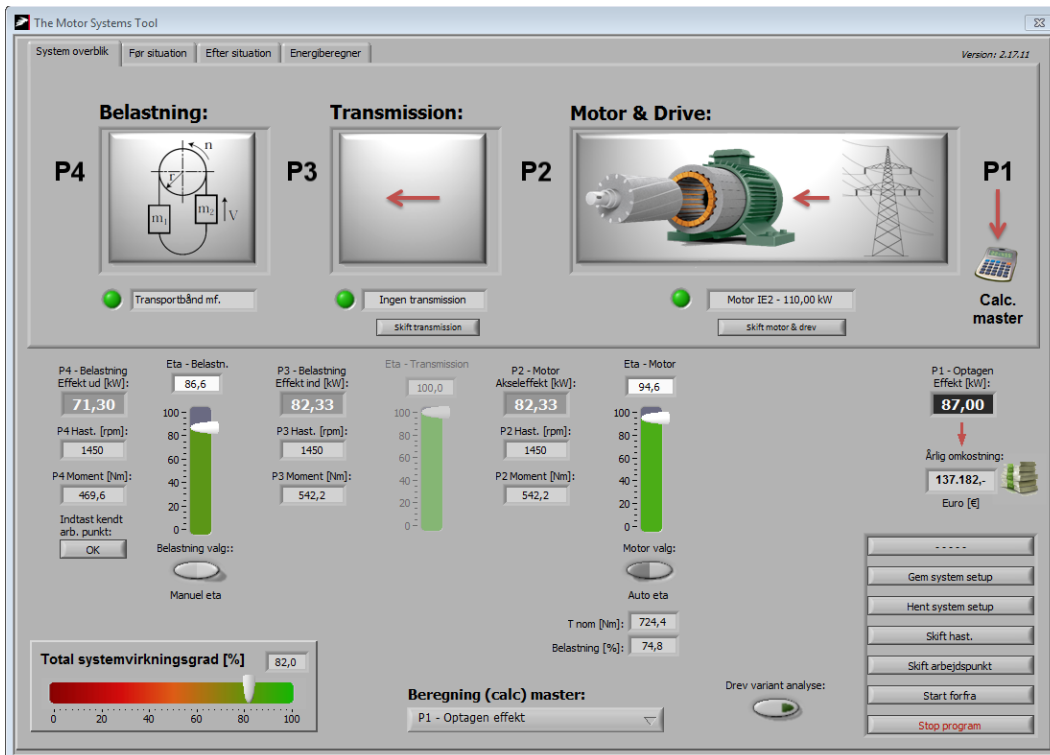 The Motor Systems Tool
System overblik
Før situation
Efter situation
Energiberegner
Version: 2.17.11
Belastning:
Transmission:
Motor & Drive:
P4
n
r
m1
m2
V
P3
P2
P1
Transportbånd mf.
Ingen transmission
Motor IE2 - 110,00 kW
Calc.
master
Skift transmission
Skift motor & drev
P4 - Belastning
Effekt ud [kW]:
71,30
P4 Hast. [rpm]:
1450
P4 Moment [Nm]:
469,6
Indtast kendt
arb. punkt:
OK
Eta - Belastn.
86,6
100
80
60
40
20
0
Belastning valg::
Manuel eta
P3 - Belastning
Effekt ind [kW]:
82,33
P3 Hast. [rpm]:
1450
P3 Moment [Nm]:
542,2
Eta - Transmission
100,0
100
80
60
40
20
0
P2 - Motor
Akseleffekt [kW]:
82,33
P2 Hast. [rpm]:
1450
P2 Moment [Nm]:
542,2
Eta - Motor
94,6
100
80
60
40
20
0
Motor valg:
Auto eta
T nom [Nm]:
724,4
Belastning [%]:
74,8
P1 - Optagen
Effekt [kW]:
87,00
Årlig omkostning:
137.182,-
Euro [€]
- - - - -
Gem system setup
Hent system setup
Skift hast.
Skift arbejdspunkt
Start forfra
Stop program
Total systemvirkningsgrad [%]
82,0
0 20 40 60 80 100
Beregning (calc) master:
P1 - Optagen effekt
Drev variant analyse: